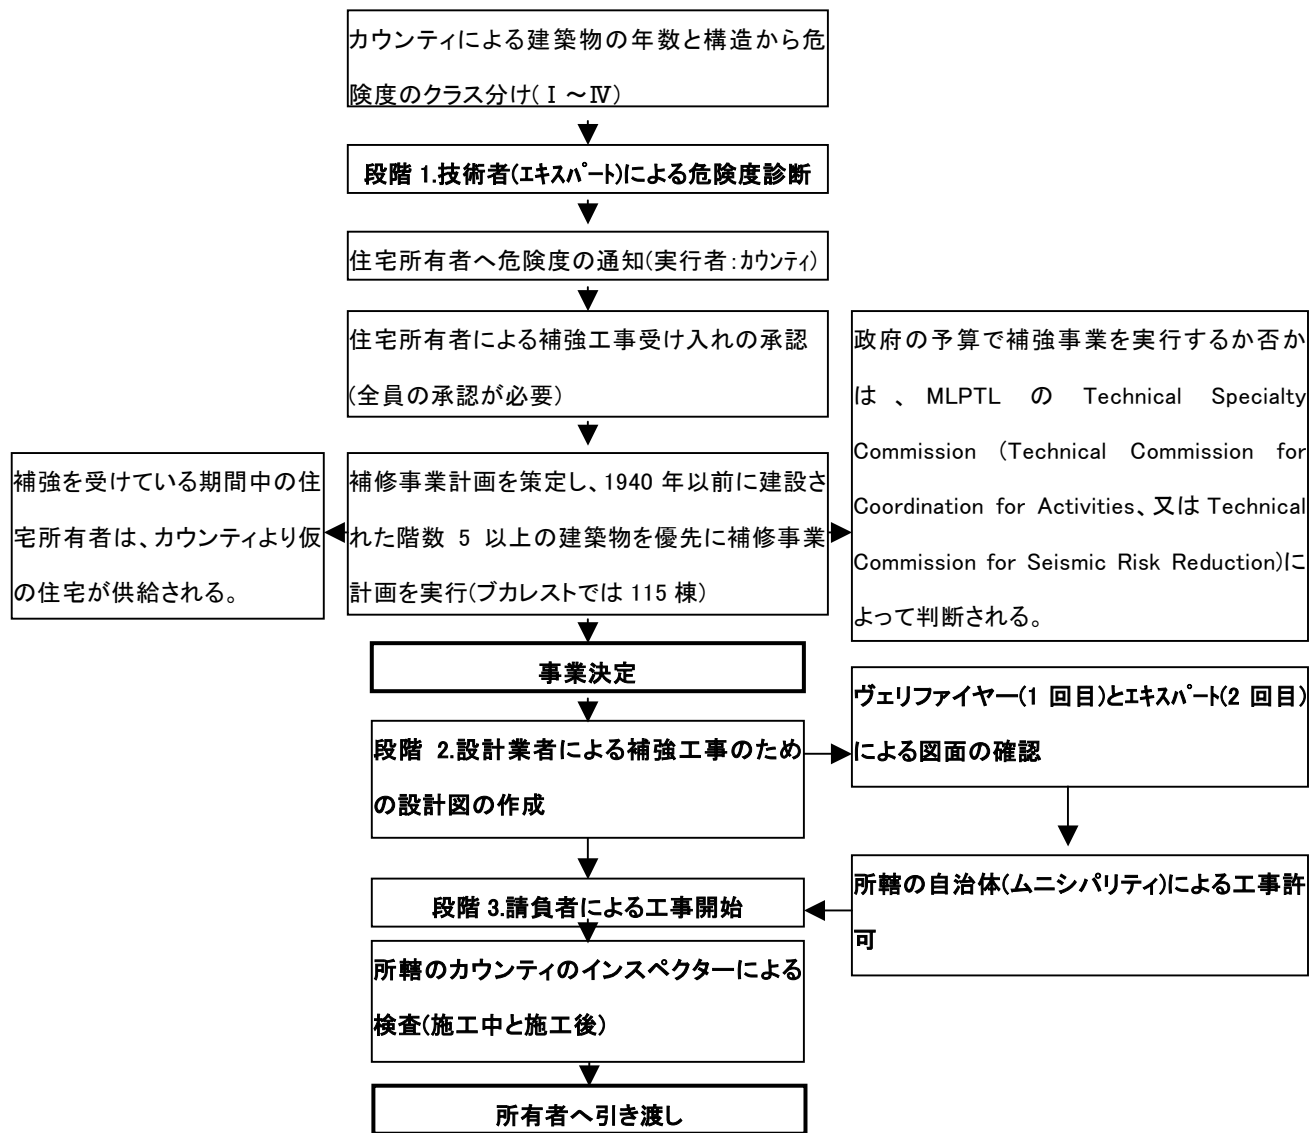 カウンティによる建築物の年数と構造から危
険度のクラス分け(Ⅰ～Ⅳ)
段階 1.技術者(ｴｷｽﾊﾟｰﾄ)による危険度診断
住宅所有者へ危険度の通知(実行者:ｶｳﾝﾃｨ)
住宅所有者による補強工事受け入れの承認
(全員の承認が必要)
政府の予算で補強事業を実行するか否か
は 、 MLPTL の Technical Specialty
Commission (Technical Commission for
Coordination for Activities、又は Technical
Commission for Seismic Risk Reduction)に
よって判断される。
補強を受けている期間中の住
宅所有者は、カウンティより仮
の住宅が供給される。
補修事業計画を策定し、1940 年以前に建設さ
れた階数 5 以上の建築物を優先に補修事業
計画を実行(ブカレストでは 115 棟)
事業決定
段階 2.設計業者による補強工事のため
の設計図の作成
ヴェリファイヤー(1 回目)とｴｷｽﾊﾟｰﾄ(2 回目)
による図面の確認
所轄の自治体(ムニシパリティ)による工事許
可
段階 3.請負者による工事開始
所轄のカウンティのインスペクターによる
検査(施工中と施工後)
所有者へ引き渡し